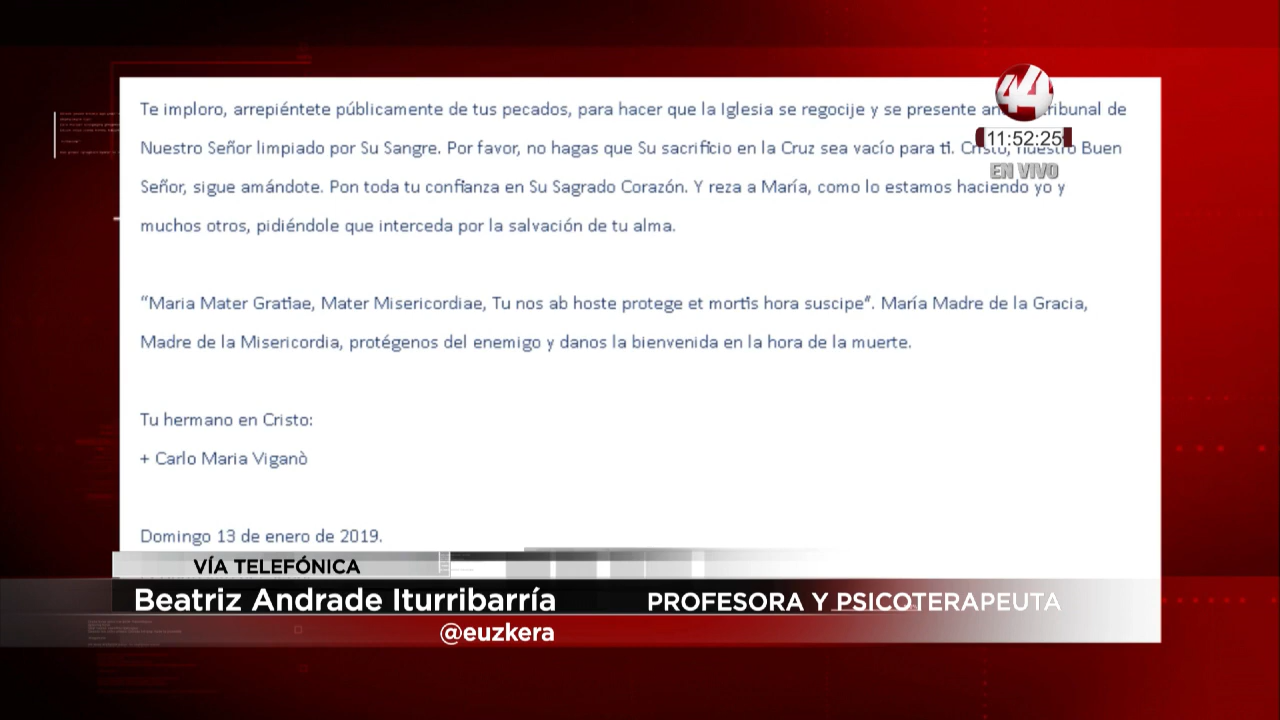 Te imploro, arrepiéntete públicamente de tus pecados, para hacer que la Iglesia se regocije y se presente tribunal de
Nuestro Señor limpiado por Su Sangre. Por favor, no hagas que Su sacrificio en la Cruz sea vacío para ti. Cristo, nuestro Buen
Señor, sigue amándote. Pon toda tu confianza en Su Sagrado Corazón. Y reza a María, como lo estamos haciendo yo y
muchos otros, pidiéndole que interceda por la salvación de tu alma.
“Maria Mater Gratiae, Mater Misericordiae, Tu nos ab hoste protege et mortis hora suscipe”. María Madre de la Gracia,
Madre de la Misericordia, protégenos del enemigo y danos la bienvenida en la hora de la muerte.
Tu hermano en Cristo:
+ Carlo Maria Viganò
Domingo 13 de enero de 2019.
44
11:52:25
EN VIVO
VÍA TELEFÓNICA
Beatriz Andrade Iturribarría PROFESORA Y PSICOTERAPEUTA
@euzkera